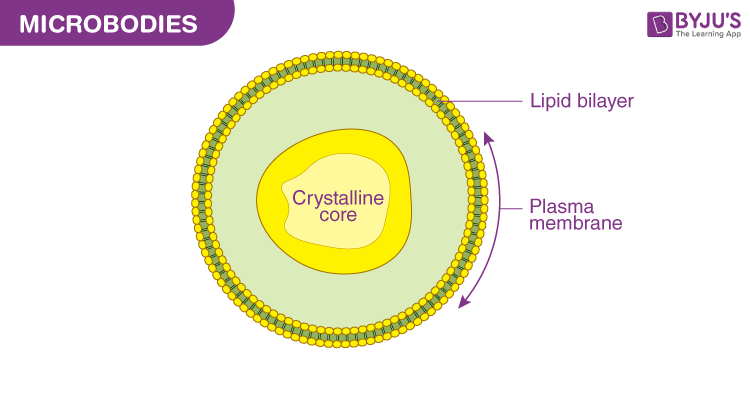 MICROBODIES
BYJU'S
The Learning App
Lipid bilayer
Crystalline
core
Plasma
membrane